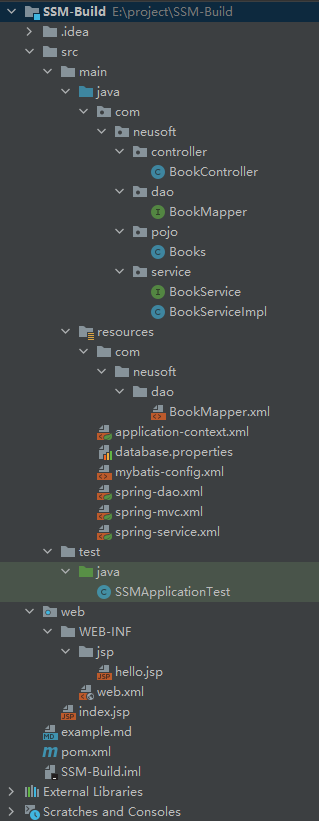 SSM-Build E:\project\SSM-Build
.idea
src
main
java
com
neusoft
controller
C BookController
dao
I BookMapper
pojo
C Books
service
I BookService
C BookServiceImpl
resources
com
neusoft
dao
BookMapper.xml
application-context.xml
database.properties
mybatis-config.xml
spring-dao.xml
spring-mvc.xml
spring-service.xml
test
java
C SSMApplicationTest
web
WEB-INF
jsp
JSP hello.jsp
web.xml
JSP index.jsp
MD example.md
m pom.xml
SSM-Build.iml
External Libraries
Scratches and Consoles